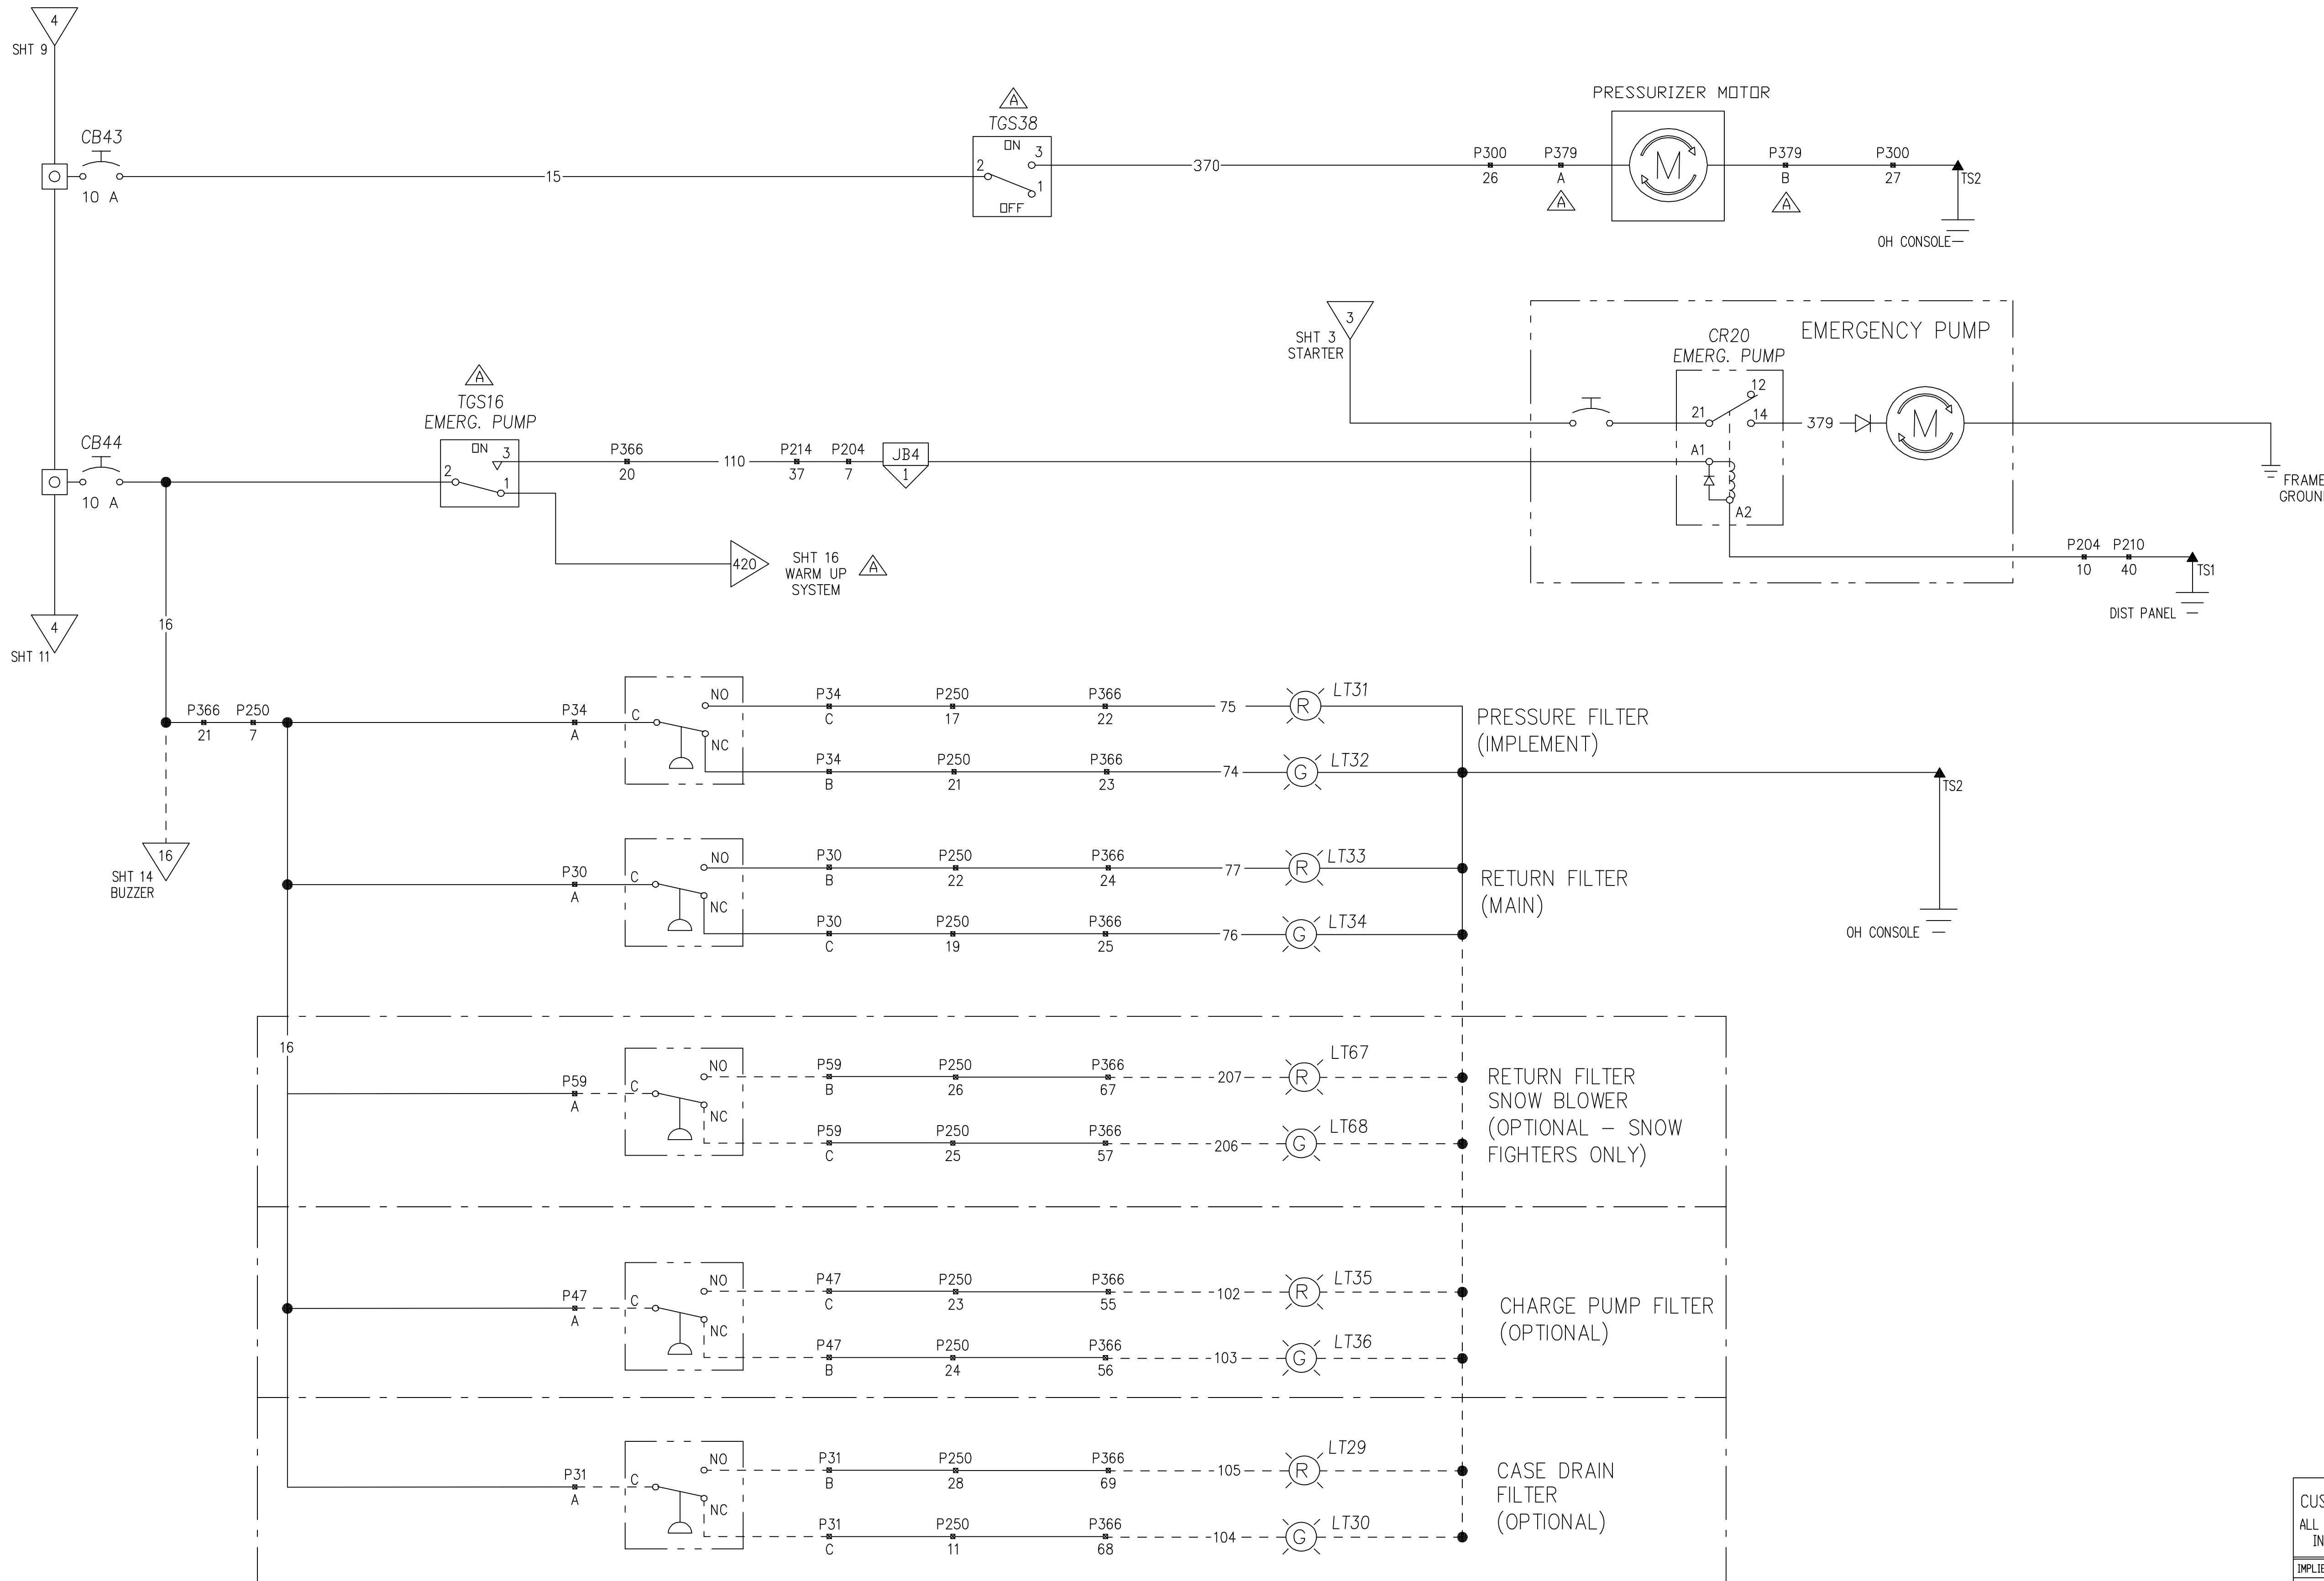 4
SHT 9
CB43
10 A
15
A
TGS38
ON
2
3
1
OFF
370
PRESSURIZER MOTOR
P300
26
P379
A
A
M
P379
B
A
P300
27
TS2
OH CONSOLE
3
SHT 3
STARTER
EMERGENCY PUMP
CR20
EMERG. PUMP
12
21
14
379
M
A1
A2
FRAME
P204
10
P210
40
TS1
DIST PANEL
A
TGS16
EMERG. PUMP
ON
2
3
1
CB44
10 A
P366
20
110
P214
37
P204
7
JB4
1
420
SHT 16
WARM UP
SYSTEM
A
4
SHT 11
16
P366
21
P250
7
16
SHT 14
BUZZER
P34
A
C
NO
NC
P34
C
P250
17
P366
22
75
R
LT31
P34
B
P250
21
P366
23
74
G
LT32
PRESSURE FILTER
(IMPLEMENT)
TS2
OH CONSOLE
P30
A
C
NO
NC
P30
B
P250
22
P366
24
77
R
LT33
P30
C
P250
19
P366
25
76
G
LT34
RETURN FILTER
(MAIN)
16
P59
A
C
NO
NC
P59
B
P250
26
P366
67
207
R
LT67
P59
C
P250
25
P366
57
206
G
LT68
RETURN FILTER
SNOW BLOWER
(OPTIONAL – SNOW
FIGHTERS ONLY)
P47
A
C
NO
NC
P47
C
P250
23
P366
55
102
R
LT35
P47
B
P250
24
P366
56
103
G
LT36
CHARGE PUMP FILTER
(OPTIONAL)
P31
A
C
NO
NC
P31
B
P250
28
P366
69
105
R
LT29
P31
C
P250
11
P366
68
104
G
LT30
CASE DRAIN
FILTER
(OPTIONAL)
ALL
IN